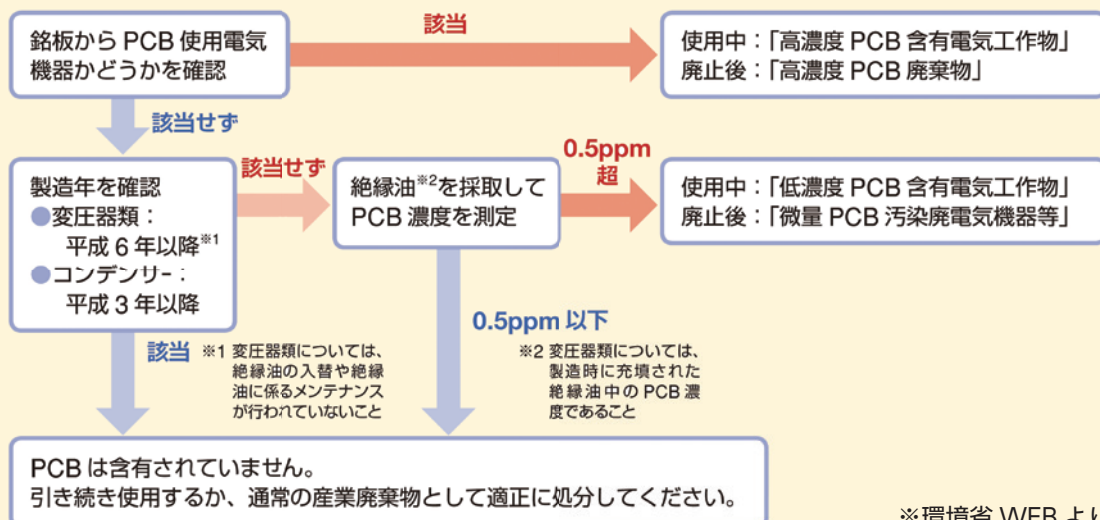 銘板から PCB 使用電気
機器かどうかを確認
該当
使用中：「高濃度 PCB 含有電気工作物」
廃止後：「高濃度 PCB 廃棄物」
該当せず
製造年を確認
●変圧器類：
平成 6 年以降※1
●コンデンサー：
平成 3 年以降
該当せず
絶縁油※2を採取して
PCB 濃度を測定
0.5ppm
超
使用中：「低濃度 PCB 含有電気工作物」
廃止後：「微量 PCB 汚染廃電気機器等」
該当
※1 変圧器類については、
絶縁油の入替や絶縁
油に係るメンテナンス
が行われていないこと
0.5ppm 以下
※2 変圧器類については、
製造時に充填された
絶縁油中の PCB 濃
度であること
PCB は含有されていません。
引き続き使用するか、通常の産業廃棄物として適正に処分してください。
※環境省 WEB より